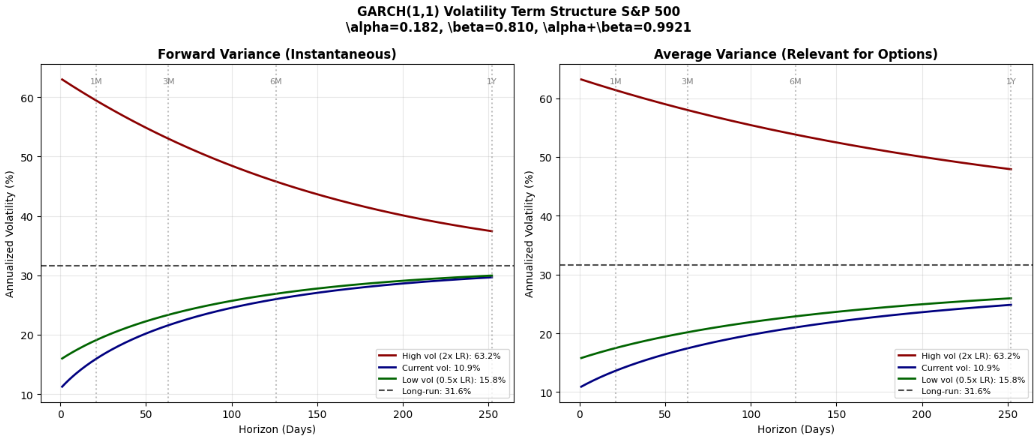 GARCH(1,1) Volatility Term Structure S&P 500
\alpha=0.182, \beta=0.810, \alpha+\beta=0.9921
Forward Variance (Instantaneous)
1M
3M
6M
1Y
60
50
40
30
20
10
Annualized Volatility (%)
High vol (2x LR): 63.2%
Current vol: 10.9%
Low vol (0.5x LR): 15.8%
Long-run: 31.6%
0
50
100
150
200
250
Horizon (Days)
Average Variance (Relevant for Options)
1M
3M
6M
1Y
60
50
40
30
20
10
Annualized Volatility (%)
High vol (2x LR): 63.2%
Current vol: 10.9%
Low vol (0.5x LR): 15.8%
Long-run: 31.6%
0
50
100
150
200
250
Horizon (Days)